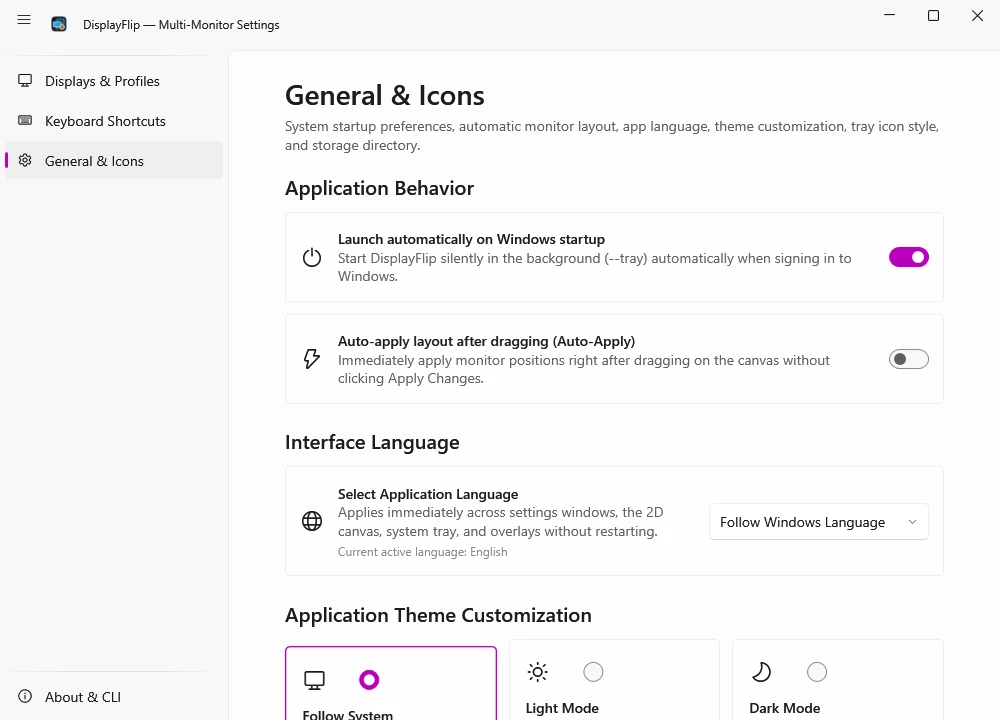 DisplayFlip — Multi-Monitor Settings
Displays & Profiles
Keyboard Shortcuts
General & Icons
About & CLI
General & Icons
System startup preferences, automatic monitor layout, app language, theme customization, tray icon style,
and storage directory.
Application Behavior
Launch automatically on Windows startup
Start DisplayFlip silently in the background (--tray) automatically when signing in to
Windows.
Auto-apply layout after dragging (Auto-Apply)
Immediately apply monitor positions right after dragging on the canvas without
clicking Apply Changes.
Interface Language
Select Application Language
Applies immediately across settings windows, the 2D
canvas, system tray, and overlays without restarting.
Current active language: English
Follow Windows Language
Application Theme Customization
Follow System
Light Mode
Dark Mode